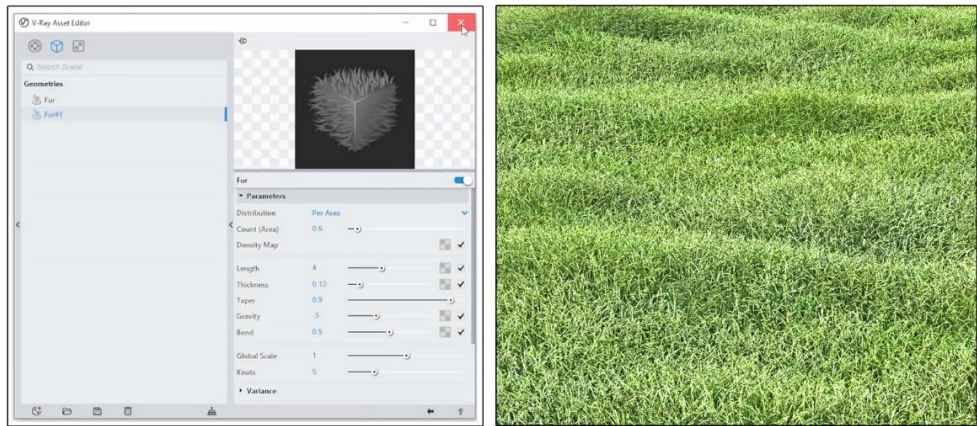 V-Ray Asset Editor
Search Scene
Geometries
Fur
Fur#1
Fur
Parameters
Distribution Per Area
Count (Area) 0.6
Density Map
Length 4
Thickness 0.12
Taper 0.9
Gravity -3
Bend 0.5
Global Scale 1
Knots 5
Variance